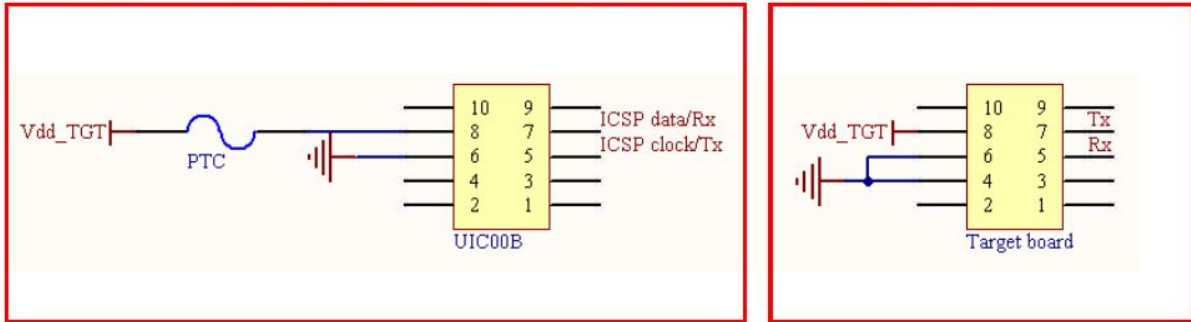 Vdd_TGT
PTC
10 9
8 7
6 5
4 3
2 1
ICSP data/Rx
ICSP clock/Tx
UIC00B
Vdd_TGT
10 9
8 7
6 5
4 3
2 1
Tx
Rx
Target board